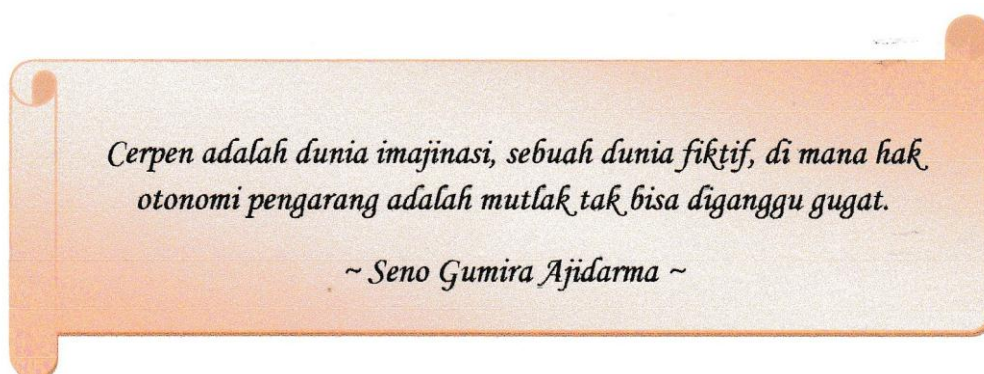 Cerpen adalah dunia imajinasi, sebuah dunia fiktif, di mana hak
otonomi pengarang adalah mutlak tak bisa diganggu gugat.
~ Seno Gumira Ajidarma ~